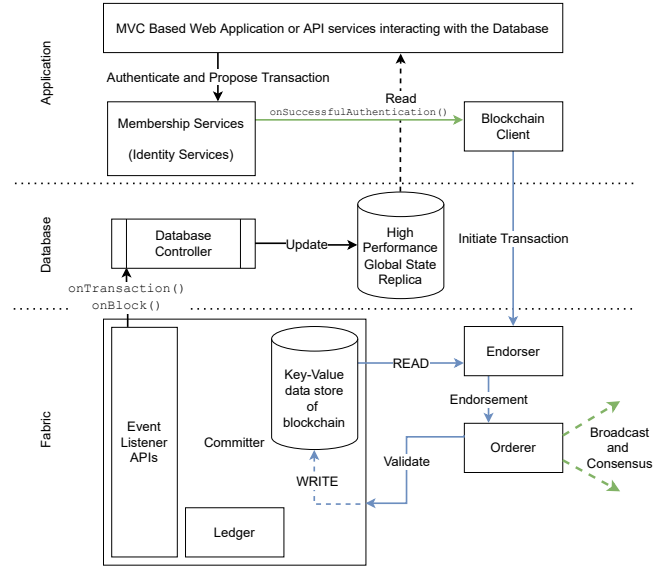 MVC Based Web Application or API services interacting with the Database
Application
Authenticate and Propose Transaction
Read
onSuccessfulAuthentication()
Membership Services
(Identity Services)
Blockchain
Client
Database
Database
Controller
Update
High
Performance
Global State
Replica
Initiate Transaction
onTransaction()
onBlock()
Fabric
Event
Listener
APIs
Committer
Key-Value
data store
of
blockchain
READ
Endorser
Endorsement
Orderer
Broadcast
and
Consensus
Validate
WRITE
Ledger